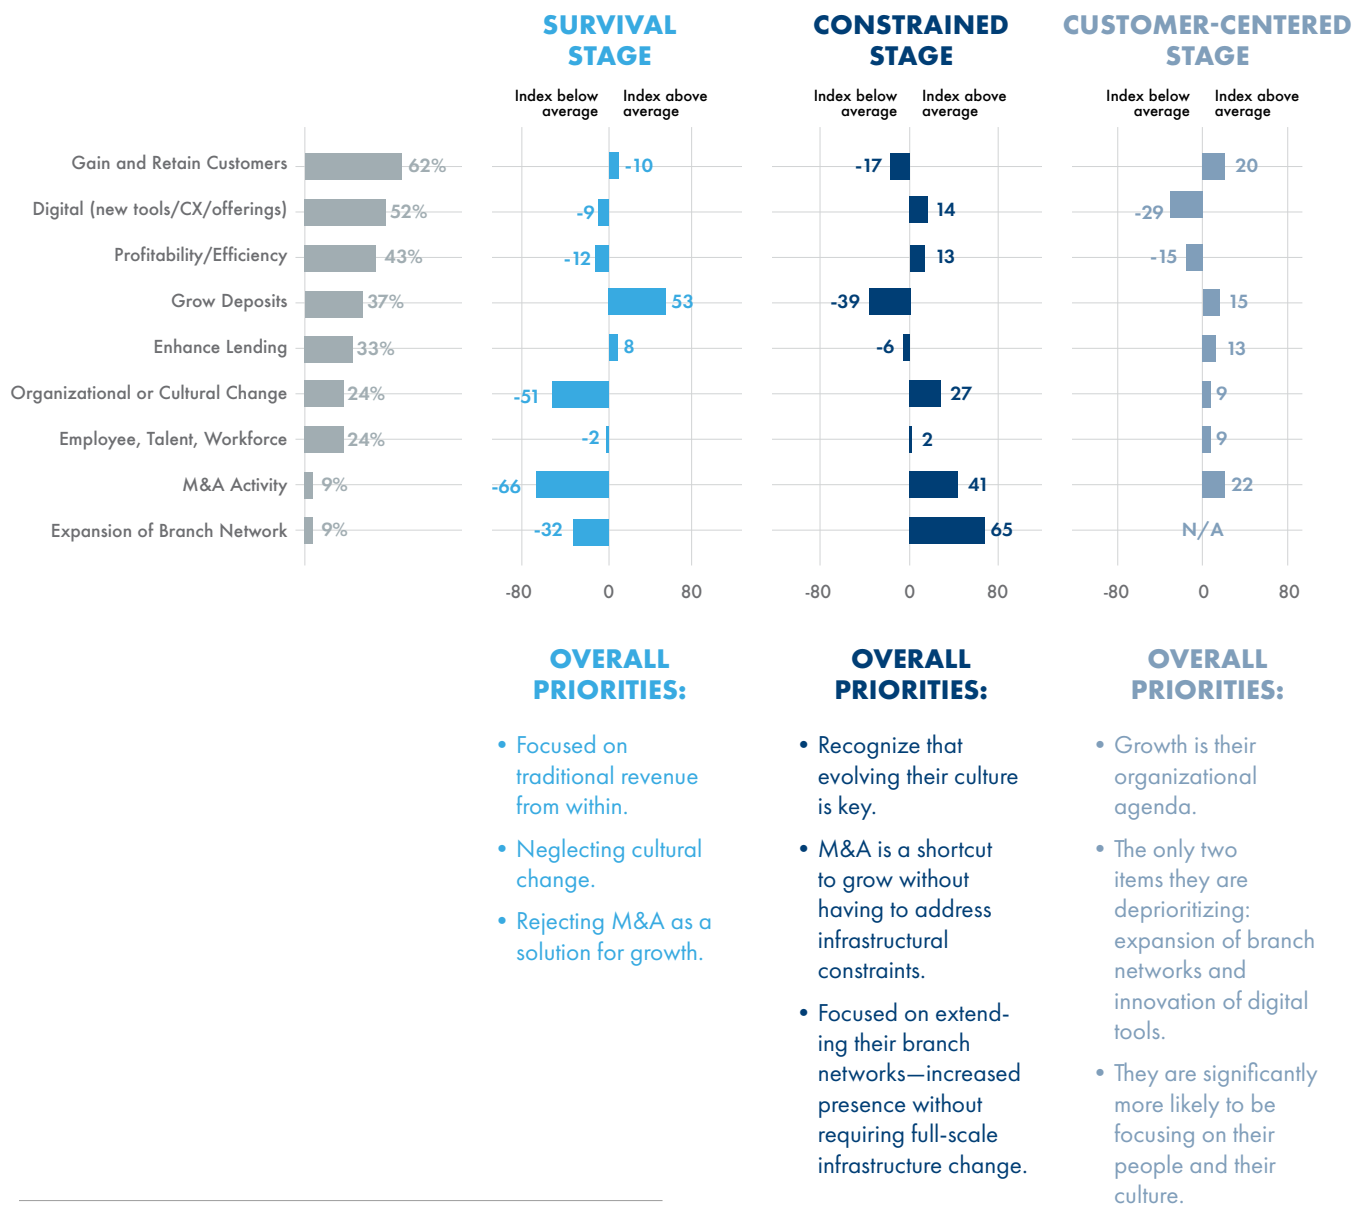 SURVIVAL
STAGE
CONSTRAINED
STAGE
CUSTOMER-CENTERED
STAGE
Index below
average
Index above
average
Index below
average
Index above
average
Index below
average
Index above
average
Gain and Retain Customers 62% -10 -17 20
Digital (new tools/CX/offerings) 52% -9 14 -29
Profitability/Efficiency 43% -12 13 -15
Grow Deposits 37% 53 -39 15
Enhance Lending 33% 8 -6 13
Organizational or Cultural Change 24% -51 27 9
Employee, Talent, Workforce 24% -2 2 9
M&A Activity 9% -66 41 22
Expansion of Branch Network 9% -32 65 N/A
-80 0 80 -80 0 80 -80 0 80
OVERALL
PRIORITIES:
• Focused on
traditional revenue
from within.
• Neglecting cultural
change.
• Rejecting M&A as a
solution for growth.
OVERALL
PRIORITIES:
• Recognize that
evolving their culture
is key.
• M&A is a shortcut
to grow without
having to address
infrastructural
constraints.
• Focused on extend-
ing their branch
networks—increased
presence without
requiring full-scale
infrastructure change.
OVERALL
PRIORITIES:
• Growth is their
organizational
agenda.
• The only two
items they are
deprioritizing:
expansion of branch
networks and
innovation of digital
tools.
• They are significantly
more likely to be
focusing on their
people and their
culture.